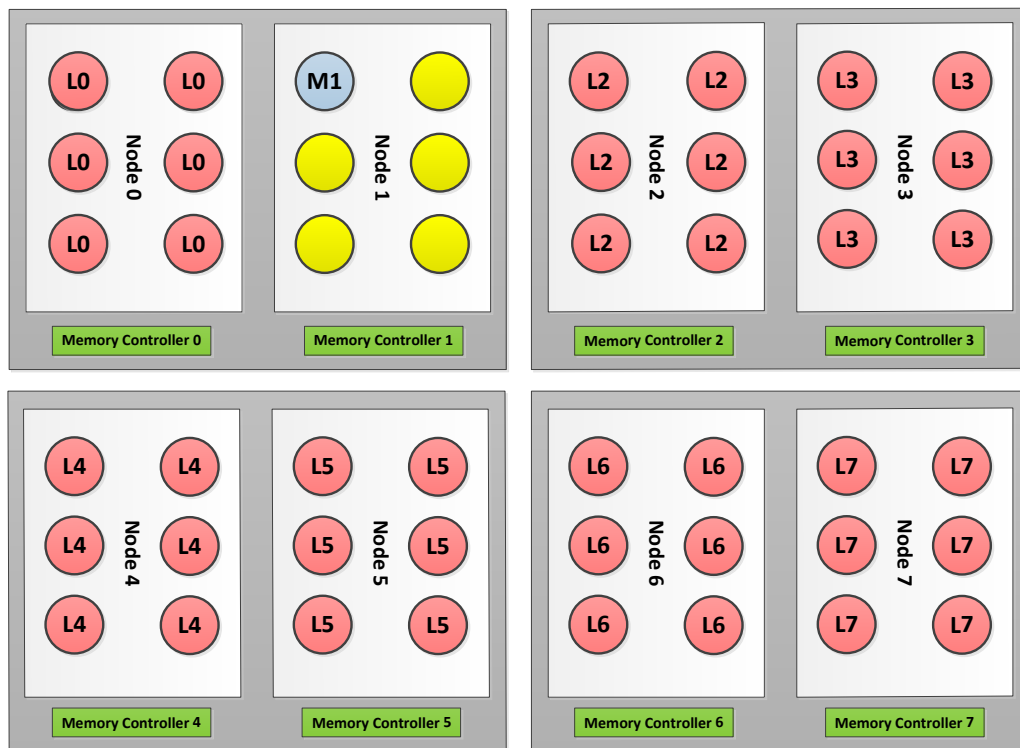 L0 L0 M1 L2 L2 L3 L3
Node 0 Node 1 Node 2 Node 3
L0 L0 L2 L2 L3 L3
L0 L0 L2 L2 L3 L3
Memory Controller 0 Memory Controller 1 Memory Controller 2 Memory Controller 3
L4 L4 L5 L5 L6 L6 L7 L7
Node 4 Node 5 Node 6 Node 7
L4 L4 L5 L5 L6 L6 L7 L7
L4 L4 L5 L5 L6 L6 L7 L7
Memory Controller 4 Memory Controller 5 Memory Controller 6 Memory Controller 7